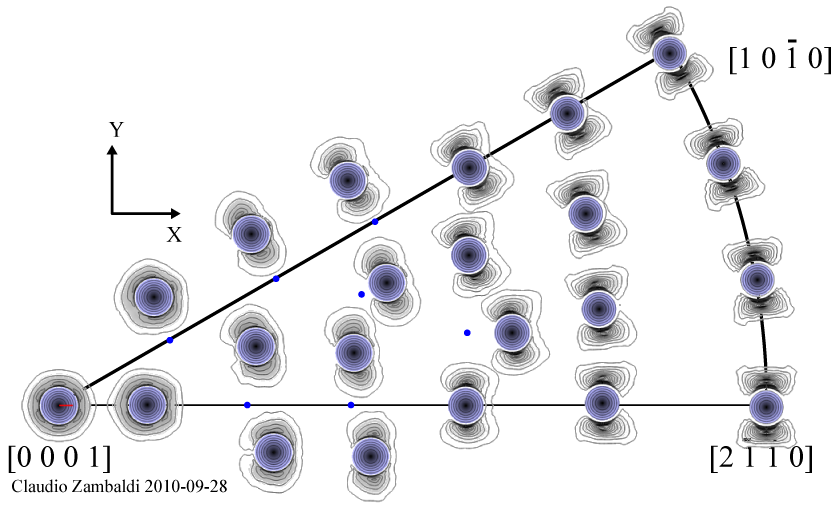 [1 0 1̄ 0]
Y
X
[0 0 0 1]
[2 1̄ 1̄ 0]
Claudio Zambaldi 2010-09-28